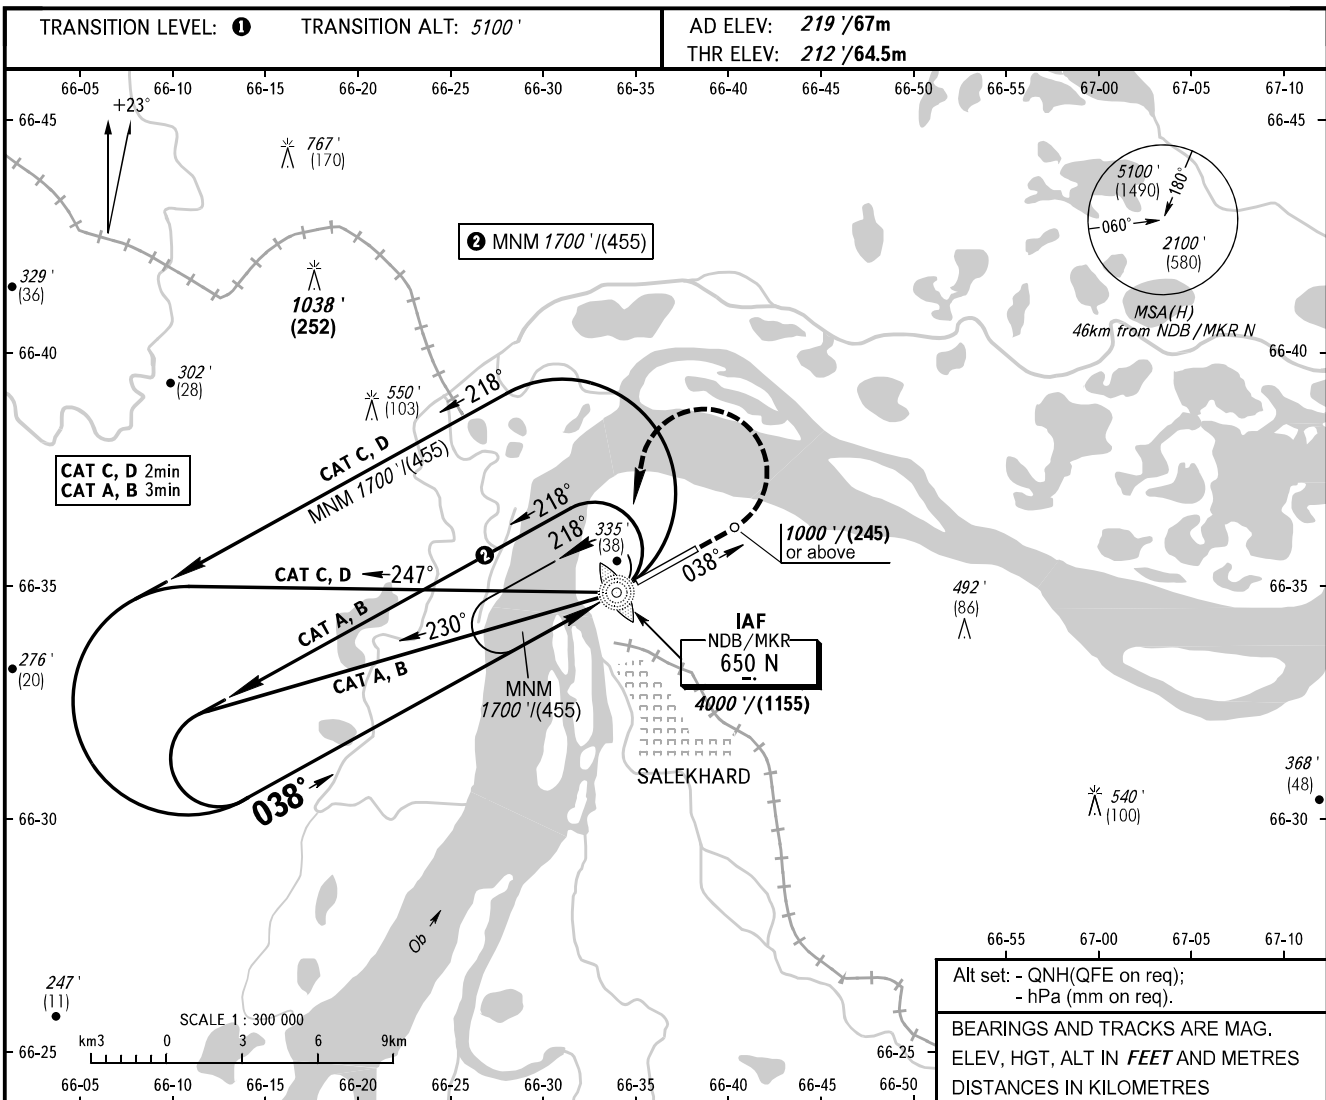 TRANSITION LEVEL: ❶ TRANSITION ALT: 5100 '
AD ELEV: 219 '/67m
THR ELEV: 212 '/64.5m
66-05 66-10 66-15 66-20 66-25 66-30 66-35 66-40 66-45 66-50 66-55 67-00 67-05 67-10
+23°
66-45 66-45
767 '
(170)
5100 '
(1490)
180°
060°
2100 '
(580)
MSA(H)
46km from NDB/MKR N
❷ MNM 1700 '/(455)
329 '
(36)
1038 '
(252)
66-40 66-40
302 '
(28)
550 '
(103)
218°
CAT C, D
MNM 1700 '/(455)
CAT C, D 2min
CAT A, B 3min
218°
218°
335 '
(38)
❷
1000 '/(245)
or above
038°
CAT C, D 247°
66-35 66-35
492 '
(86)
CAT A, B
230°
CAT A, B
IAF
NDB/MKR
650 N
–·
4000 '/(1155)
276 '
(20)
MNM
1700 '/(455)
038°
SALEKHARD
368 '
(48)
540 '
(100)
66-30 66-30
Ob
66-55 67-00 67-05 67-10
247 '
(11)
SCALE 1 : 300 000
km3 0 3 6 9km
66-25 66-25
66-05 66-10 66-15 66-20 66-25 66-30 66-35 66-40 66-45 66-50
Alt set: - QNH(QFE on req);
- hPa (mm on req).
BEARINGS AND TRACKS ARE MAG.
ELEV, HGT, ALT IN FEET AND METRES
DISTANCES IN KILOMETRES